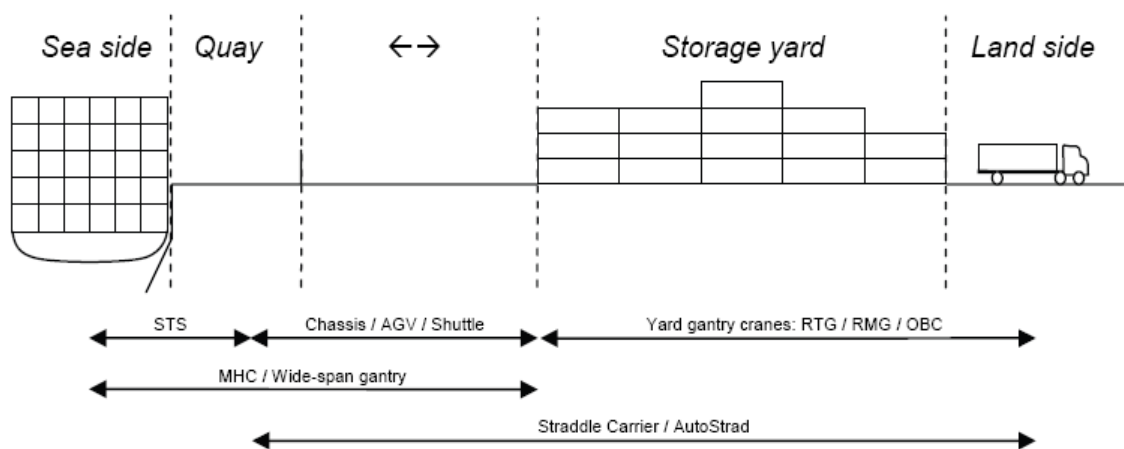 Sea side
Quay
←→
Storage yard
Land side
STS
Chassis / AGV / Shuttle
Yard gantry cranes: RTG / RMG / OBC
MHC / Wide-span gantry
Straddle Carrier / AutoStrad